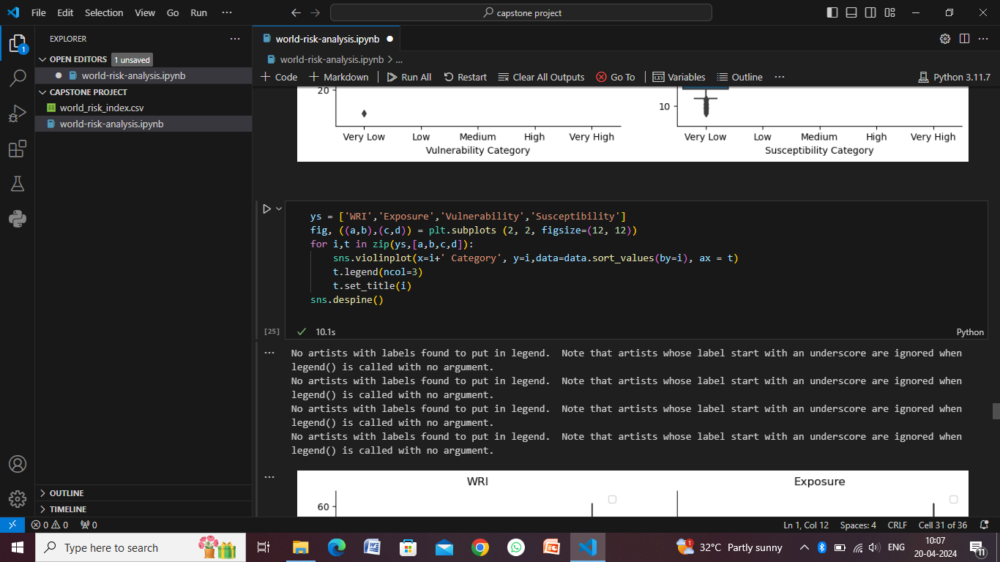 File Edit Selection View Go Run ···
capstone project
EXPLORER
OPEN EDITORS 1 unsaved
world-risk-analysis.ipynb
CAPSTONE PROJECT
world_risk_index.csv
world-risk-analysis.ipynb
OUTLINE
TIMELINE
1
world-risk-analysis.ipynb
world-risk-analysis.ipynb > ...
+ Code + Markdown Run All Restart Clear All Outputs Go To Variables Outline ··· Python 3.11.7
20
Very Low Low Medium High Very High
Vulnerability Category
10
Very Low Low Medium High Very High
Susceptibility Category
ys = ['WRI','Exposure','Vulnerability','Susceptibility']
fig, ((a,b),(c,d)) = plt.subplots (2, 2, figsize=(12, 12))
for i,t in zip(ys,[a,b,c,d]):
    sns.violinplot(x=i+' Category', y=i,data=data.sort_values(by=i), ax = t)
    t.legend(ncol=3)
    t.set_title(i)
sns.despine()
[25] 10.1s Python
No artists with labels found to put in legend.  Note that artists whose label start with an underscore are ignored when
legend() is called with no argument.
No artists with labels found to put in legend.  Note that artists whose label start with an underscore are ignored when
legend() is called with no argument.
No artists with labels found to put in legend.  Note that artists whose label start with an underscore are ignored when
legend() is called with no argument.
No artists with labels found to put in legend.  Note that artists whose label start with an underscore are ignored when
legend() is called with no argument.
WRI
60
Exposure
0 0 0 Ln 1, Col 12 Spaces: 4 CRLF Cell 31 of 36
Type here to search
1 32°C Partly sunny ENG 10:07
20-04-2024
11